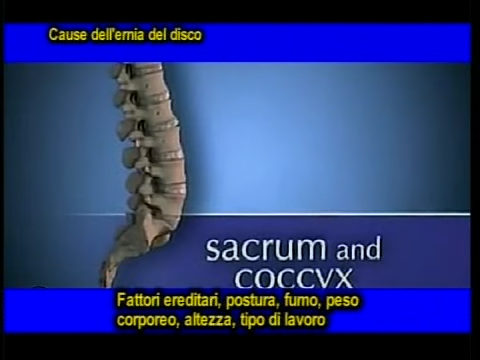 Cause dell'ernia del disco
sacrum and
coccyx
Fattori ereditari, postura, fumo, peso
corporeo, altezza, tipo di lavoro